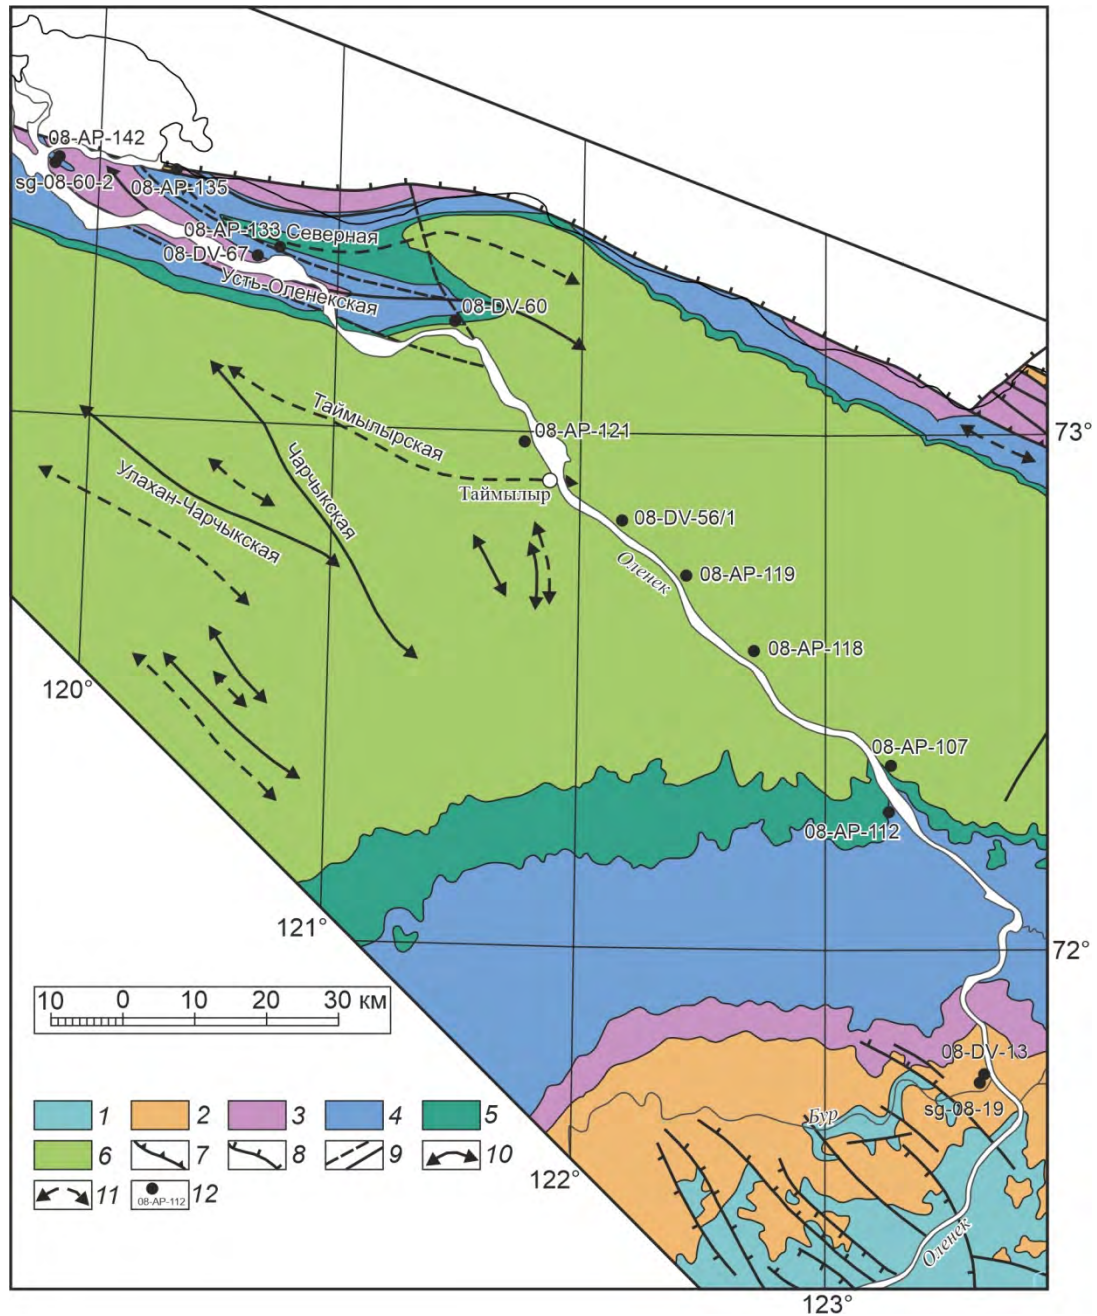 08-AP-142
sg-08-60-2
08-AP-135
08-AP-133 Северная
08-DV-67
Усть-Оленекская
08-DV-60
Таймылырская
08-AP-121
73°
Чарчыкская
Улахан-Чарчыкская
Таймылыр
08-DV-56/1
Оленек
08-AP-119
08-AP-118
120°
08-AP-107
08-AP-112
121°
72°
10 0 10 20 30 км
08-DV-13
sg-08-19
Бур
1 2 3 4 5
6 7 8 9 10
11 08-AP-112 12
122°
Оленек
123°